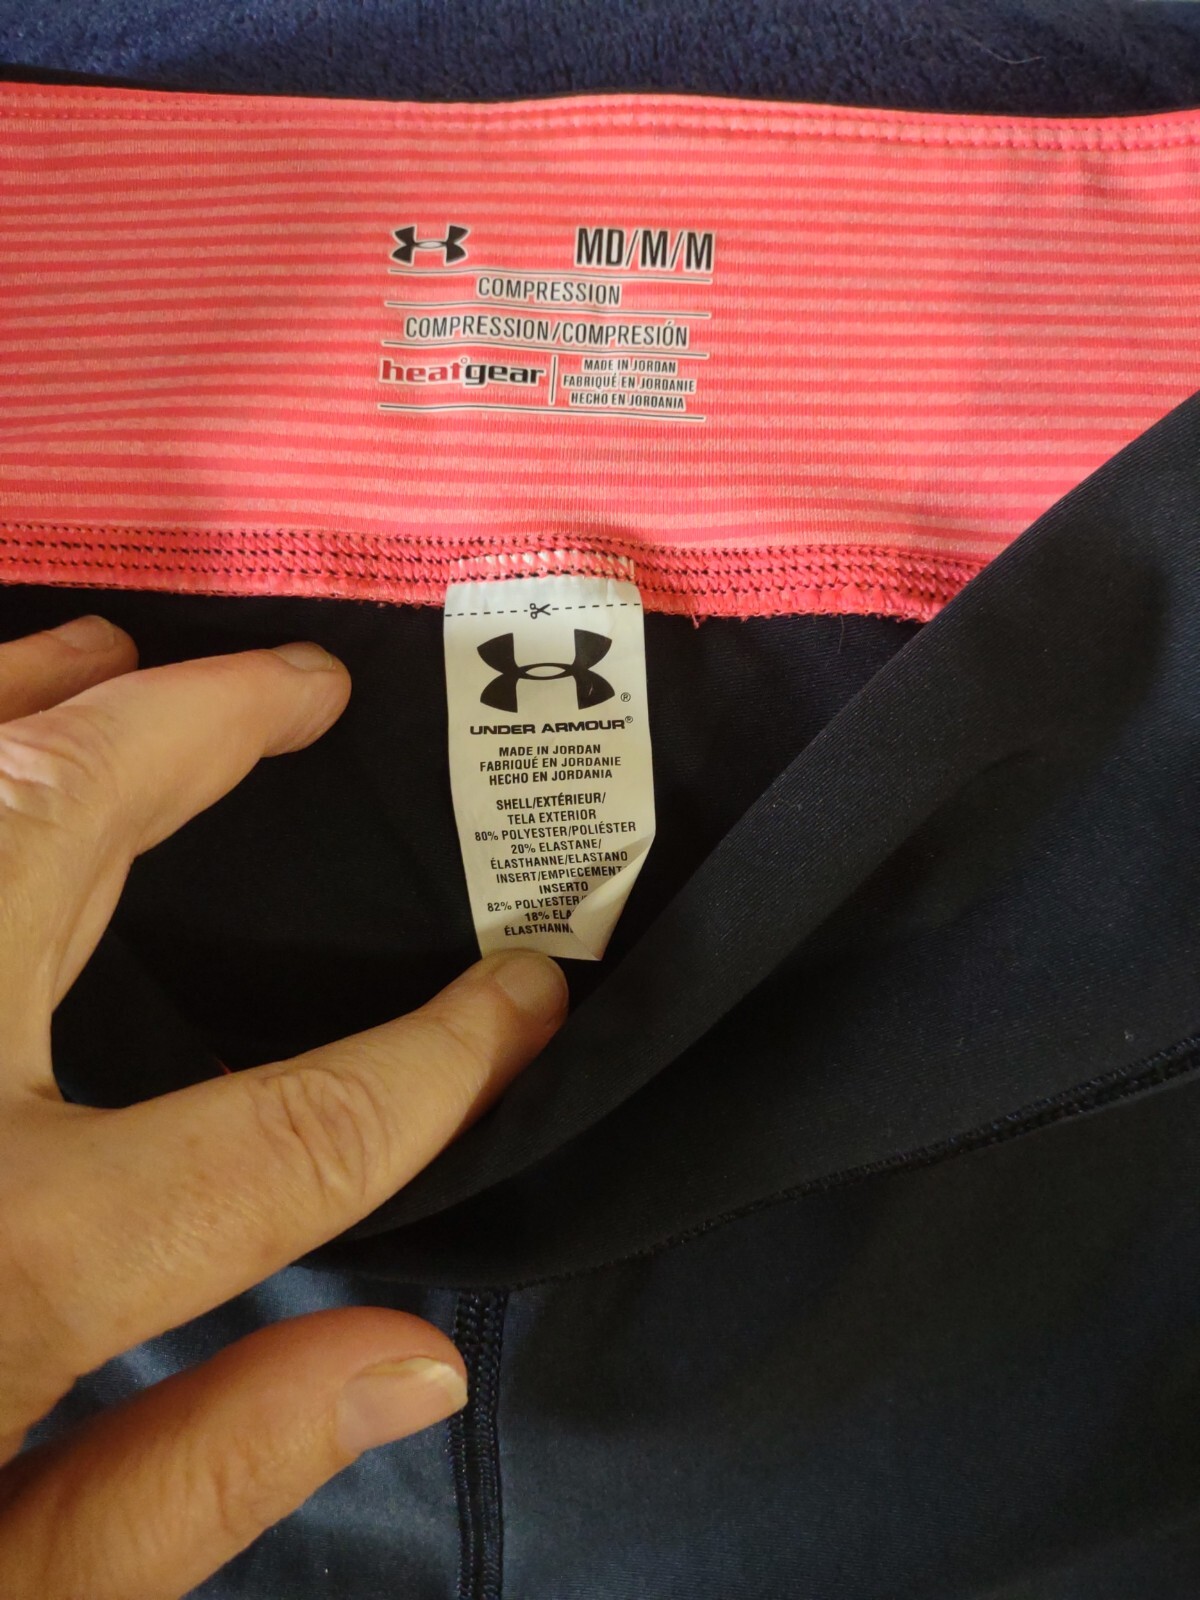 MD/M/M
COMPRESSION
COMPRESSION/COMPRESIÓN
heatgear
MADE IN JORDAN
FABRIQUÉ EN JORDANIE
HECHO EN JORDANIA
UNDER ARMOUR®
MADE IN JORDAN
FABRIQUÉ EN JORDANIE
HECHO EN JORDANIA
SHELL/EXTÉRIEUR/
TELA EXTERIOR
80% POLYESTER/POLIÉSTER
20% ELASTANE/
ÉLASTHANNE/ELASTANO
INSERT/EMPIECEMENT
INSERTO
82% POLYESTER/
18%